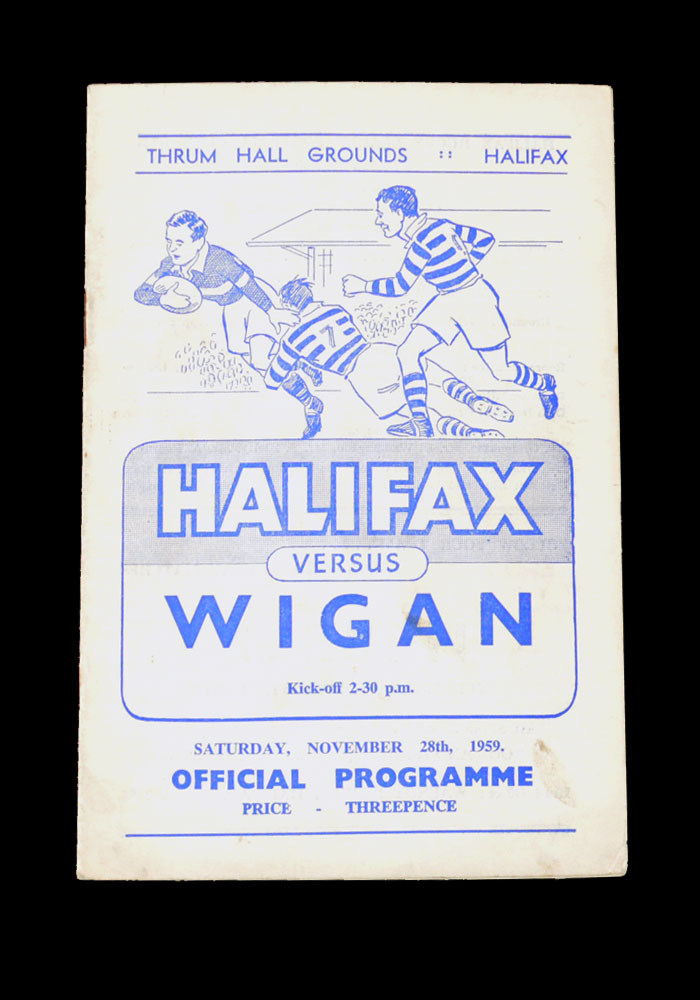 THRUM HALL GROUNDS :: HALIFAX
7
HALIFAX
VERSUS
WIGAN
Kick-off 2-30 p.m.
SATURDAY, NOVEMBER 28th, 1959.
OFFICIAL PROGRAMME
PRICE - THREEPENCE